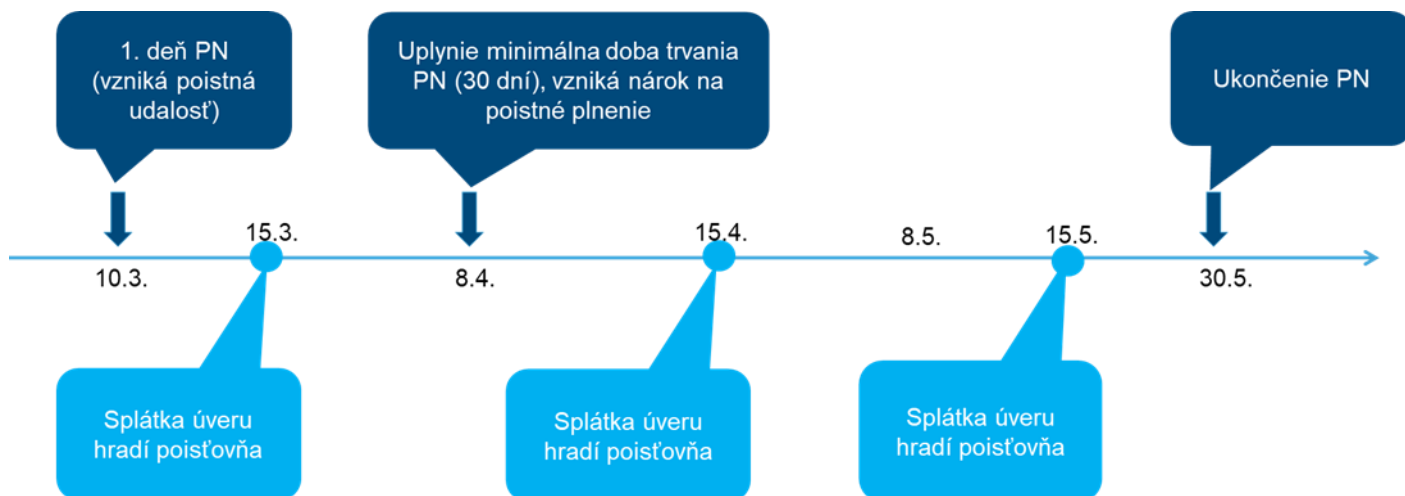 1. deň PN
(vzniká poistná
udalosť)
Uplynie minimálna doba trvania
PN (30 dní), vzniká nárok na
poistné plnenie
Ukončenie PN
15.3.
15.4.
8.5.
15.5.
10.3.
8.4.
30.5.
Splátka úveru
hradí poisťovňa
Splátka úveru
hradí poisťovňa
Splátka úveru
hradí poisťovňa